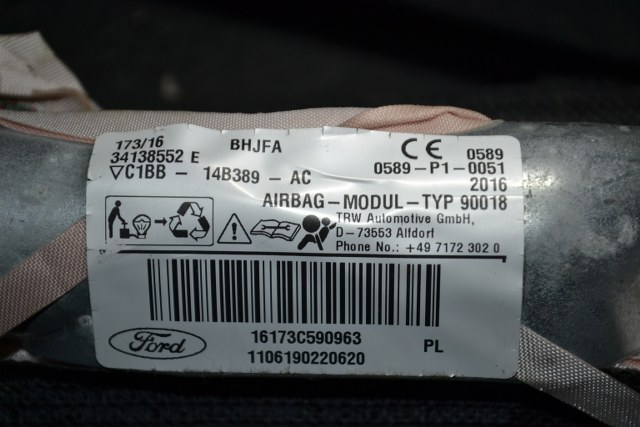 173/16 BHJFA CE 0589
34138552 E 0589-P1-0051
▽C1BB - 14B389 - AC 2016
AIRBAG-MODUL-TYP 90018
TRW Automotive GmbH,
D-73553 Alfdorf
Phone No.: +49 7172 302 0
Ford 16173C590963 PL
1106190220620